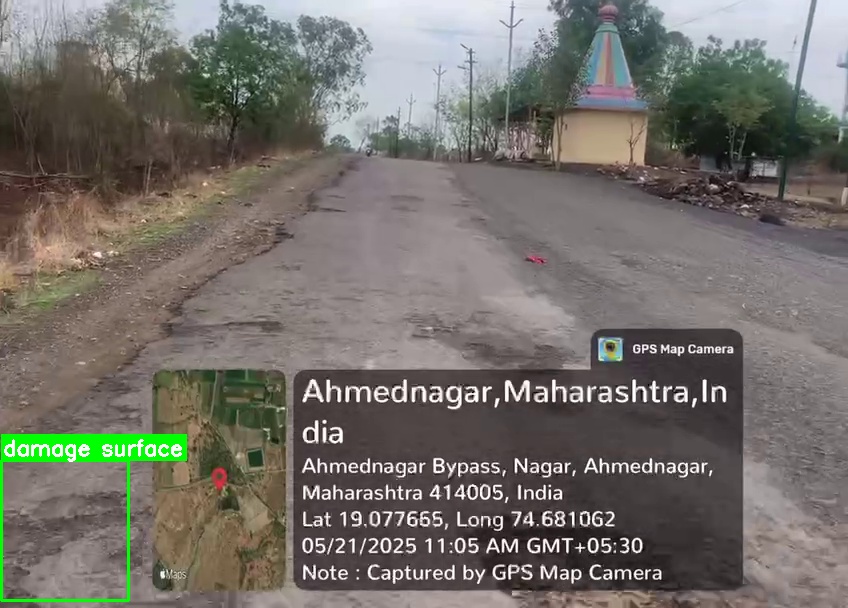 GPS Map Camera
Ahmednagar,Maharashtra,In
dia
Ahmednagar Bypass, Nagar, Ahmednagar,
Maharashtra 414005, India
Lat 19.077665, Long 74.681062
05/21/2025 11:05 AM GMT+05:30
Note : Captured by GPS Map Camera
damage surface
Maps